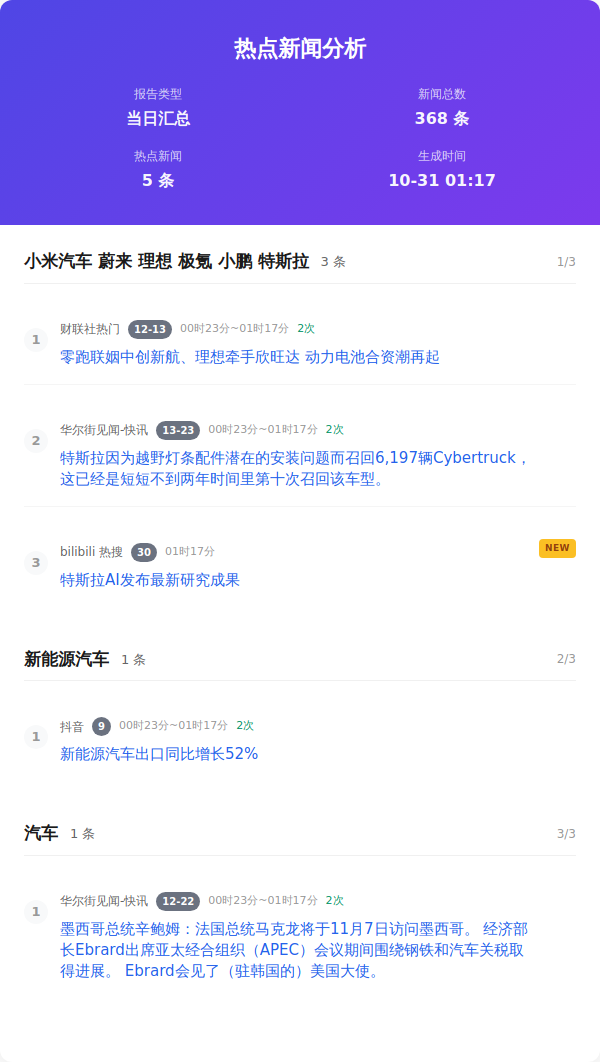 热点新闻分析
报告类型
新闻总数
当日汇总
368 条
热点新闻
生成时间
5 条
10-31 01:17
小米汽车 蔚来 理想 极氪 小鹏 特斯拉 3 条 1/3
1
财联社热门 12-13 00时23分~01时17分 2次
零跑联姻中创新航、理想牵手欣旺达 动力电池合资潮再起
2
华尔街见闻-快讯 13-23 00时23分~01时17分 2次
特斯拉因为越野灯条配件潜在的安装问题而召回6,197辆Cybertruck，
这已经是短短不到两年时间里第十次召回该车型。
3
bilibili 热搜 30 01时17分 NEW
特斯拉AI发布最新研究成果
新能源汽车 1 条 2/3
1
抖音 9 00时23分~01时17分 2次
新能源汽车出口同比增长52%
汽车 1 条 3/3
1
华尔街见闻-快讯 12-22 00时23分~01时17分 2次
墨西哥总统辛鲍姆：法国总统马克龙将于11月7日访问墨西哥。 经济部
长Ebrard出席亚太经合组织（APEC）会议期间围绕钢铁和汽车关税取
得进展。 Ebrard会见了（驻韩国的）美国大使。